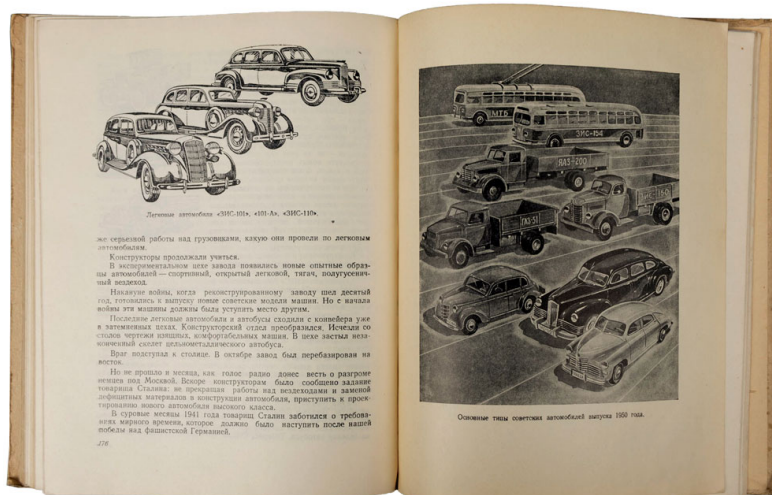 Легковые автомобили «ЗИС-101», «101-А», «ЗИС-110».
же серьезной работы над грузовиками, какую они провели по легковым
автомобилям.
Конструкторы продолжали учиться.
В экспериментальном цехе завода появились новые опытные образ-
цы автомобилей — спортивный, открытый легковой, тягач, полугусенич-
ный вездеход.
Накануне войны, когда реконструированному заводу шел десятый
год, готовились к выпуску новые советские модели машин. Но с начала
войны эти машины должны были уступить место другим.
Последние легковые автомобили и автобусы сходили с конвейера уже
в затемненных цехах. Конструкторский отдел преобразился. Исчезли со
столов чертежи изящных, комфортабельных машин. В цехе застыл неза-
конченный скелет цельнометаллического автобуса.
Враг подступал к столице. В октябре завод был перебазирован на
восток.
Но не прошло и месяца, как голос радио донес весть о разгроме
немцев под Москвой. Вскоре конструкторам было сообщено задание
товарища Сталина: не прекращая работы над вездеходами и заменой
дефицитных материалов в конструкции автомобиля, приступить к проек-
тированию нового автомобиля высокого класса.
В суровые месяцы 1941 года товарищ Сталин заботился о требова-
ниях мирного времени, которое должно было наступить после нашей
победы над фашистской Германией.
178
МТБ
ЗИС-154
ЯАЗ-200
ГАЗ-51
Основные типы советских автомобилей выпуска 1950 года.